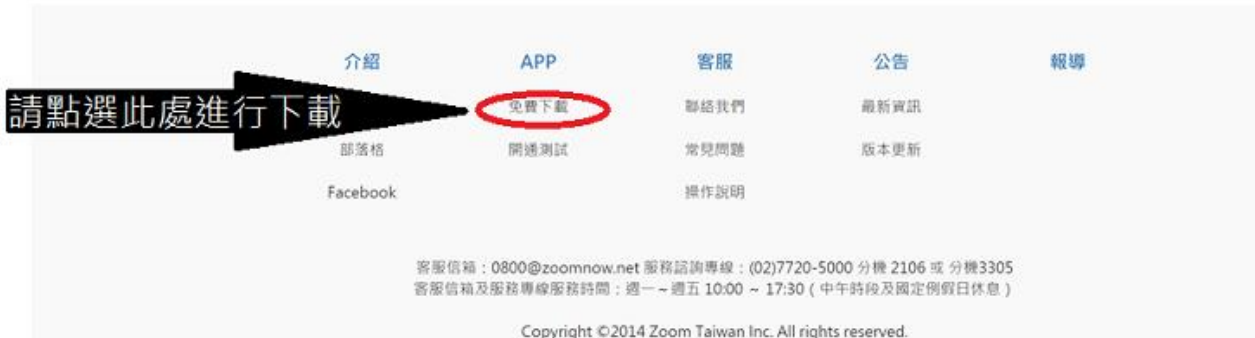 介紹 APP 客服 公告 報導
請點選此處進行下載 免費下載 聯絡我們 最新資訊
部落格 開通測試 常見問題 版本更新
Facebook 操作說明
客服信箱：0800@zoomnow.net 服務諮詢專線：(02)7720-5000 分機 2106 或 分機3305
客服信箱及服務專線服務時間：週一 ~ 週五 10:00 ~ 17:30 ( 中午時段及國定例假日休息 )
Copyright ©2014 Zoom Taiwan Inc. All rights reserved.